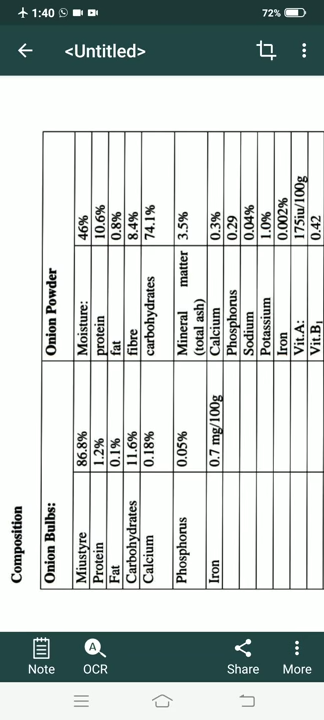 1:40
72%
<Untitled>
Composition
Onion Bulbs: Onion Powder
Miustyre 86.8% Moisture: 46%
Protein 1.2% protein 10.6%
Fat 0.1% fat 0.8%
Carbohydrates 11.6% fibre 8.4%
Calcium 0.18% carbohydrates 74.1%
Phosphorus 0.05% Mineral matter 3.5%
(total ash)
Iron 0.7 mg/100g Calcium 0.3%
Phosphorus 0.29
Sodium 0.04%
Potassium 1.0%
Iron 0.002%
Vit.A: 175iu/100g
Vit.B₁ 0.42
Note
OCR
Share
More